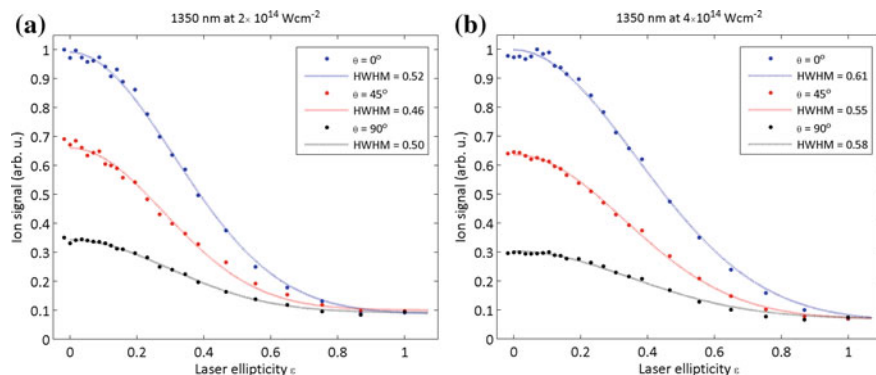 (a)
1350 nm at 2× 10¹⁴ Wcm⁻²
Ion signal (arb. u.)
1
0.9
0.8
0.7
0.6
0.5
0.4
0.3
0.2
0.1
0
0
0.2
0.4
0.6
0.8
1
Laser ellipticity ε
θ = 0°
HWHM = 0.52
θ = 45°
HWHM = 0.46
θ = 90°
HWHM = 0.50
(b)
1350 nm at 4×10¹⁴ Wcm⁻²
Ion signal (arb. u.)
1
0.9
0.8
0.7
0.6
0.5
0.4
0.3
0.2
0.1
0
0
0.2
0.4
0.6
0.8
1
Laser ellipticity ε
θ = 0°
HWHM = 0.61
θ = 45°
HWHM = 0.55
θ = 90°
HWHM = 0.58